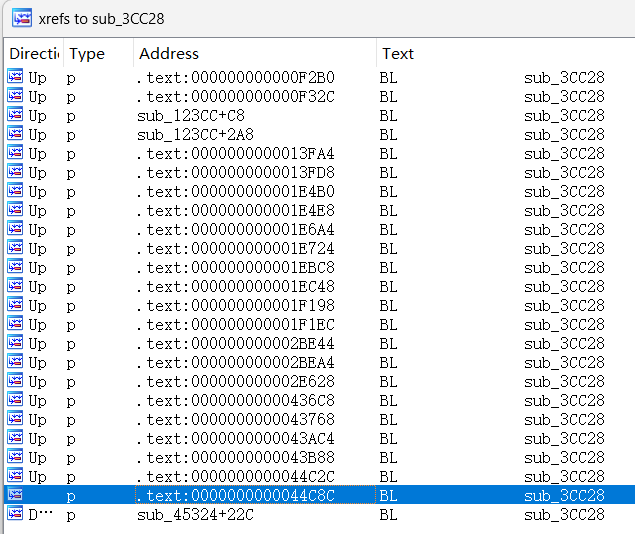 xrefs to sub_3CC28
Directic Type Address Text
Up p .text:000000000000F2B0 BL sub_3CC28
Up p .text:000000000000F32C BL sub_3CC28
Up p sub_123CC+C8 BL sub_3CC28
Up p sub_123CC+2A8 BL sub_3CC28
Up p .text:0000000000013FA4 BL sub_3CC28
Up p .text:0000000000013FD8 BL sub_3CC28
Up p .text:000000000001E4B0 BL sub_3CC28
Up p .text:000000000001E4E8 BL sub_3CC28
Up p .text:000000000001E6A4 BL sub_3CC28
Up p .text:000000000001E724 BL sub_3CC28
Up p .text:000000000001EBC8 BL sub_3CC28
Up p .text:000000000001EC48 BL sub_3CC28
Up p .text:000000000001F198 BL sub_3CC28
Up p .text:000000000001F1EC BL sub_3CC28
Up p .text:000000000002BE44 BL sub_3CC28
Up p .text:000000000002BEA4 BL sub_3CC28
Up p .text:000000000002E628 BL sub_3CC28
Up p .text:00000000000436C8 BL sub_3CC28
Up p .text:0000000000043768 BL sub_3CC28
Up p .text:0000000000043AC4 BL sub_3CC28
Up p .text:0000000000043B88 BL sub_3CC28
Up p .text:0000000000044C2C BL sub_3CC28
p .text:0000000000044C8C BL sub_3CC28
D… p sub_45324+22C BL sub_3CC28